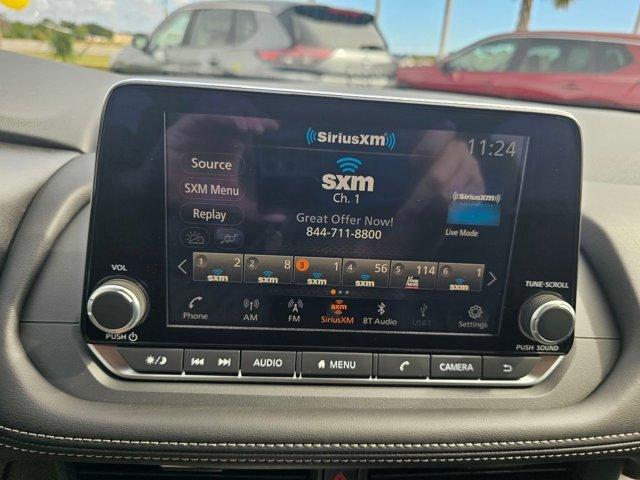 SiriusXM
11:24
Source
SXM Menu
Replay
sxm
Ch. 1
Great Offer Now!
844-711-8800
SiriusXM
Live Mode
1 2 sxm
2 8 sxm
3 1 sxm
4 56 sxm
5 114
6 1 sxm
Phone
AM
FM
SiriusXM
BT Audio
USB1
Settings
VOL
PUSH
TUNE·SCROLL
PUSH SOUND
AUDIO
MENU
CAMERA